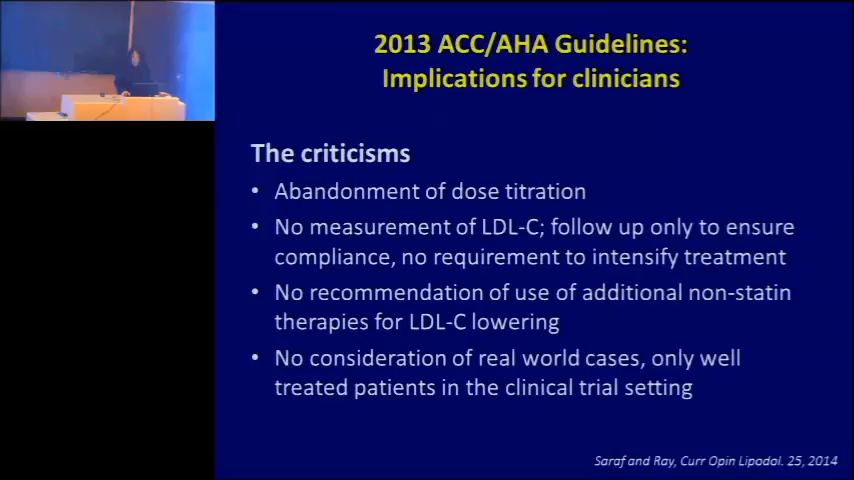 2013 ACC/AHA Guidelines:
Implications for clinicians
The criticisms
• Abandonment of dose titration
• No measurement of LDL-C; follow up only to ensure
compliance, no requirement to intensify treatment
• No recommendation of use of additional non-statin
therapies for LDL-C lowering
• No consideration of real world cases, only well
treated patients in the clinical trial setting
Saraf and Ray, Curr Opin Lipodol. 25, 2014